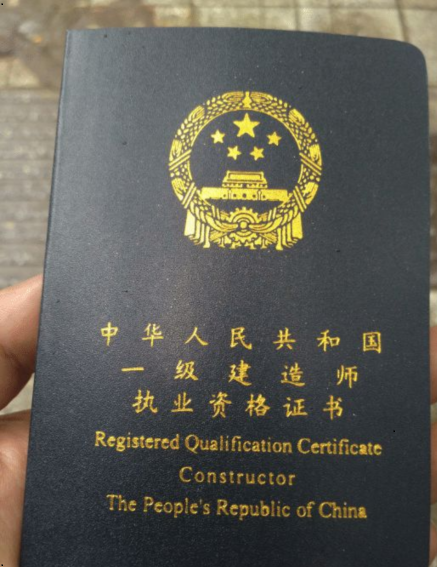 中华人民共和国
一级建造师
执业资格证书
Registered Qualification Certificate
Constructor
The People's Republic of China